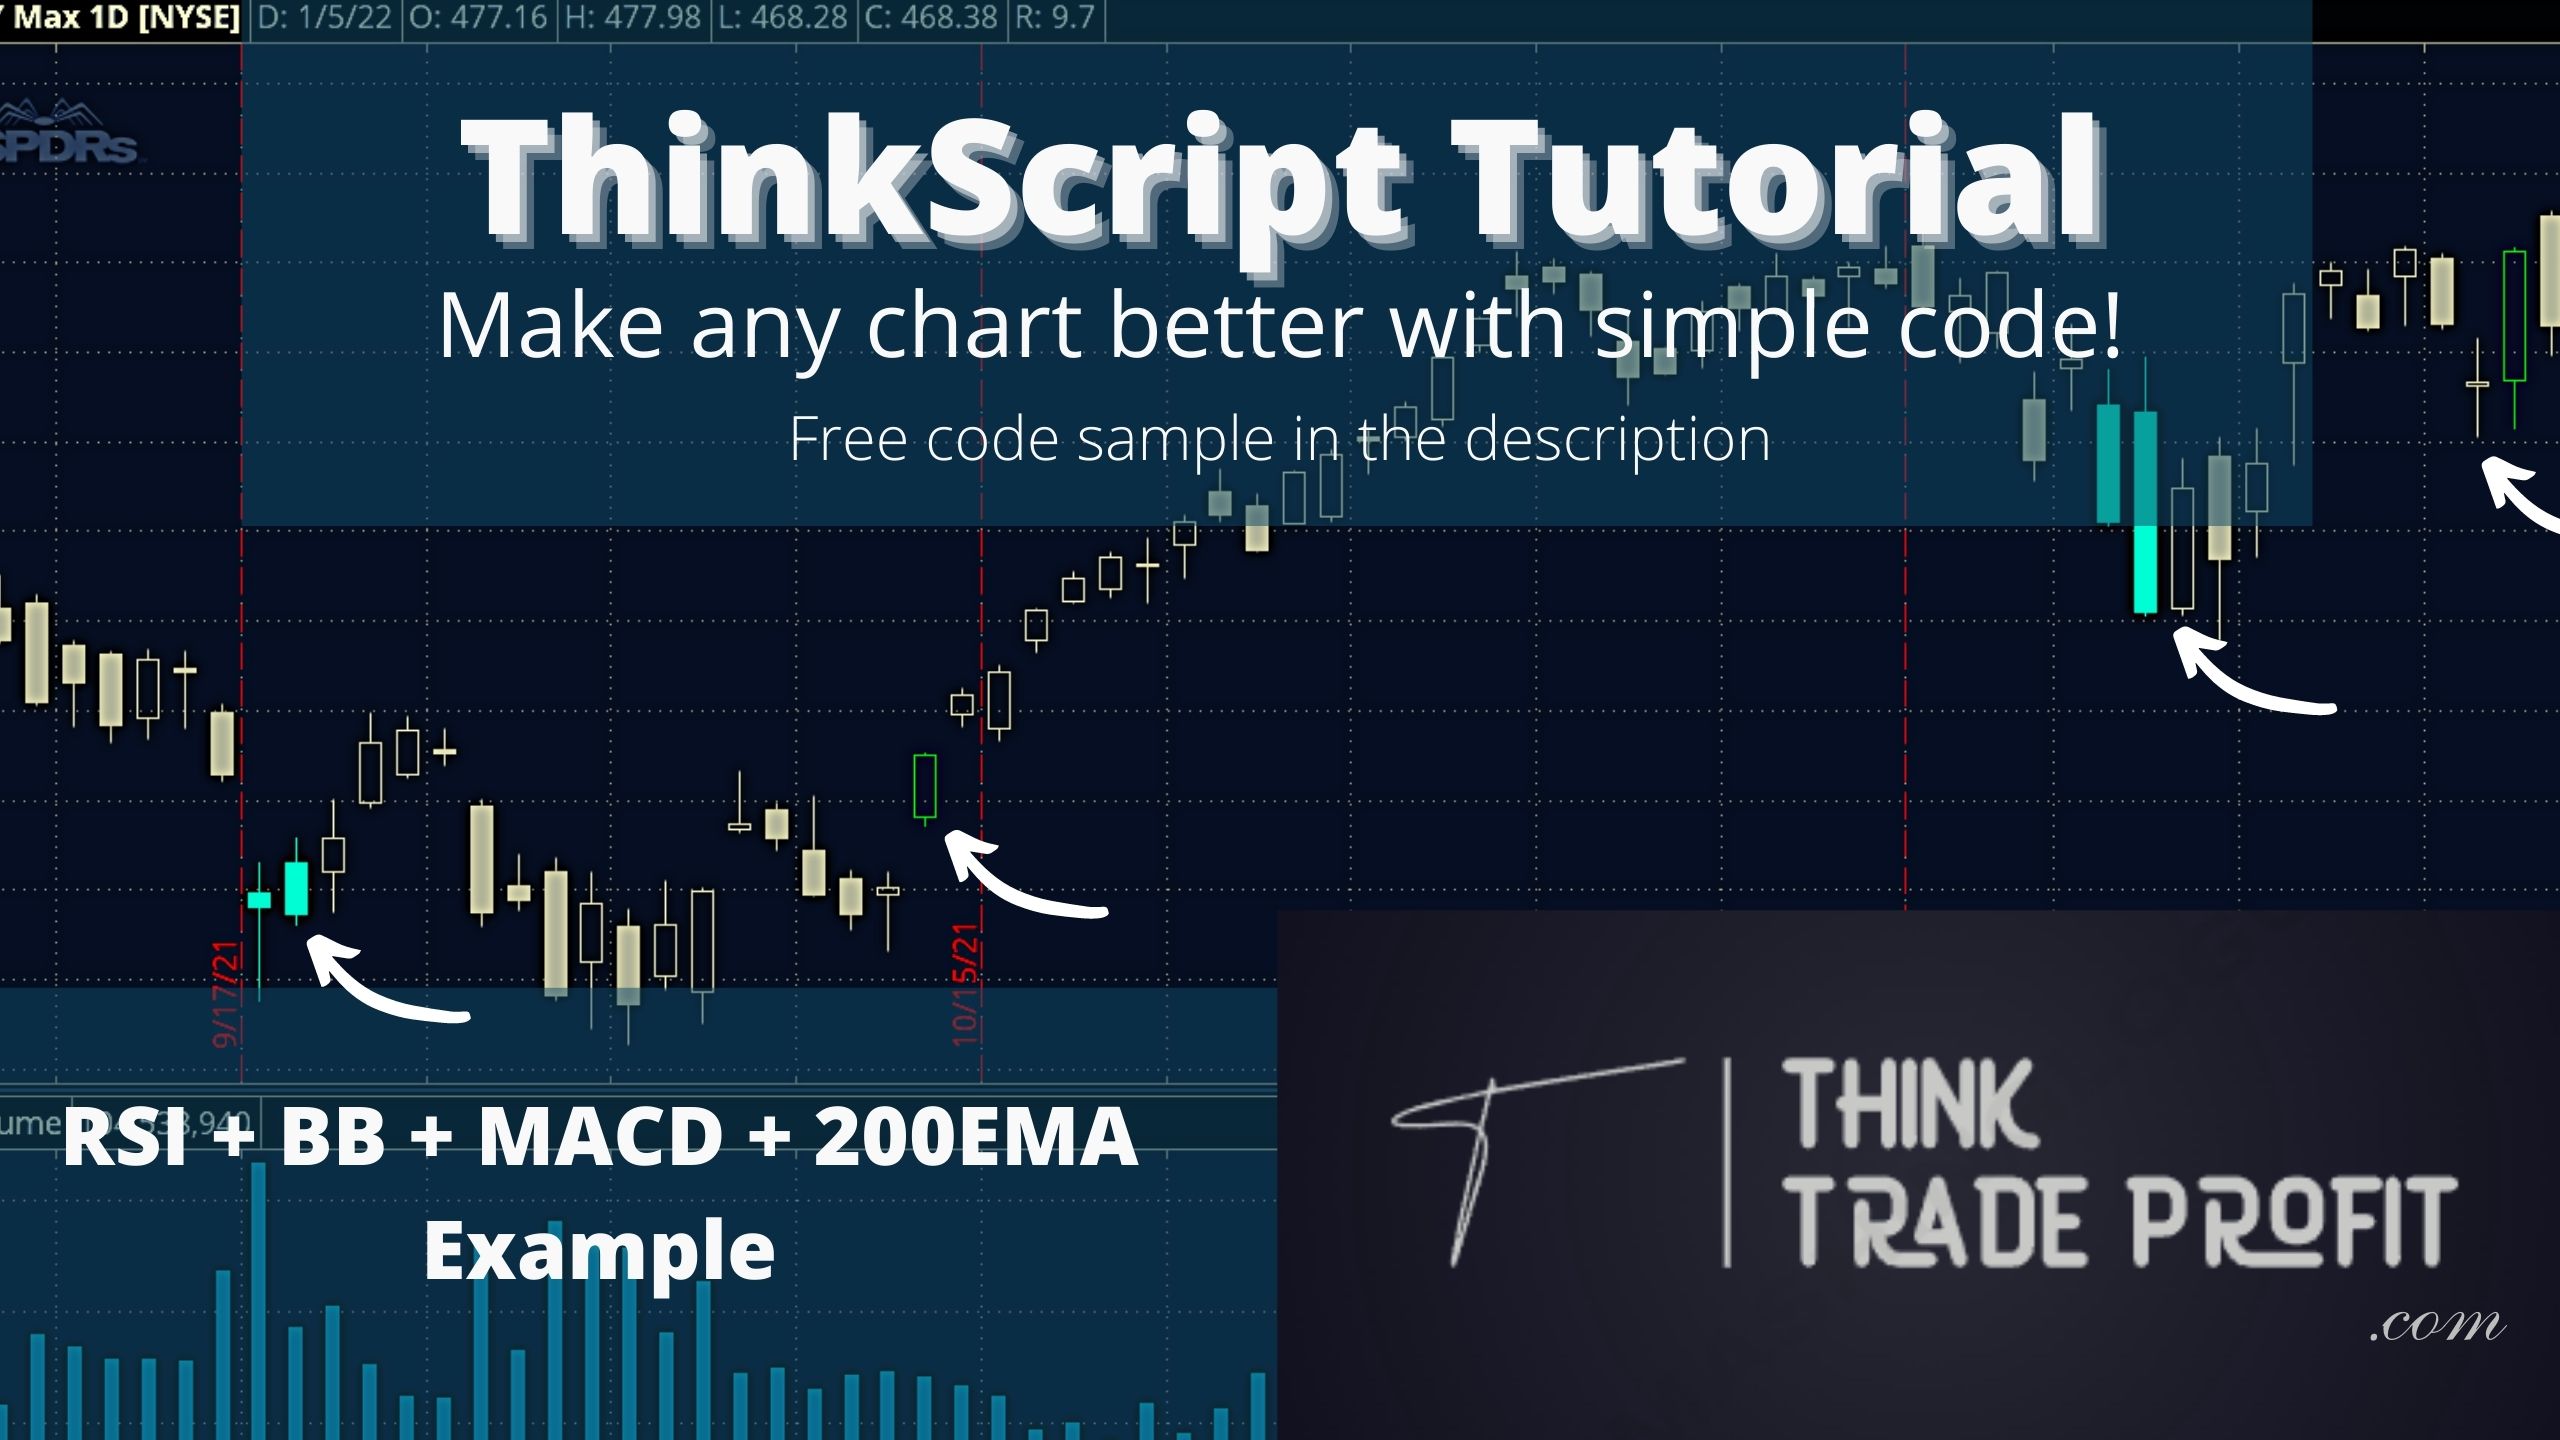 Max 1D [NYSE] D: 1/5/22 O: 477.16 H: 477.98 L: 468.28 C: 468.38 R: 9.7
SPDRs
ThinkScript Tutorial
Make any chart better with simple code!
Free code sample in the description
9/17/21
10/15/21
RSI + BB + MACD + 200EMA
Example
THINK
TRADE PROFIT
.com